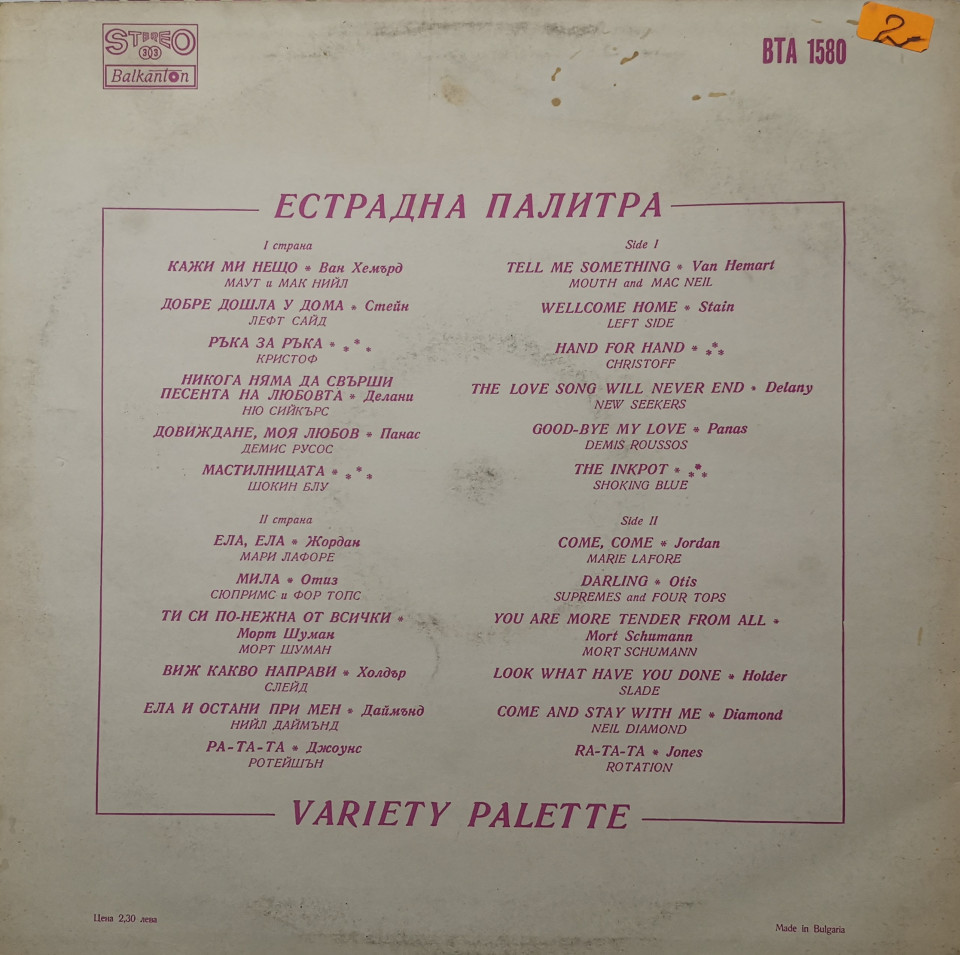 STEREO
33
Balkanton
BTA 1580
2-
ЕСТРАДНА ПАЛИТРА
I страна
КАЖИ МИ НЕЩО * Ван Хемърд
МАУТ и МАК НИЙЛ
ДОБРЕ ДОШЛА У ДОМА * Стейн
ЛЕФТ САЙД
РЪКА ЗА РЪКА * ***
КРИСТОФ
НИКОГА НЯМА ДА СВЪРШИ
ПЕСЕНТА НА ЛЮБОВТА * Делани
НЮ СИЙКЪРС
ДОВИЖДАНЕ, МОЯ ЛЮБОВ * Панас
ДЕМИС РУСОС
МАСТИЛНИЦАТА * ***
ШОКИН БЛУ
II страна
ЕЛА, ЕЛА * Жордан
МАРИ ЛАФОРЕ
МИЛА * Отиз
СЮПРИМС и ФОР ТОПС
ТИ СИ ПО-НЕЖНА ОТ ВСИЧКИ *
Морт Шуман
МОРТ ШУМАН
ВИЖ КАКВО НАПРАВИ * Холдър
СЛЕЙД
ЕЛА И ОСТАНИ ПРИ МЕН * Даймънд
НИЙЛ ДАЙМЪНД
РА-ТА-ТА * Джоунс
РОТЕЙШЪН
Side I
TELL ME SOMETHING * Van Hemart
MOUTH and MAC NEIL
WELLCOME HOME * Stain
LEFT SIDE
HAND FOR HAND * ***
CHRISTOFF
THE LOVE SONG WILL NEVER END * Delany
NEW SEEKERS
GOOD-BYE MY LOVE * Panas
DEMIS ROUSSOS
THE INKPOT * ***
SHOKING BLUE
Side II
COME, COME * Jordan
MARIE LAFORE
DARLING * Otis
SUPREMES and FOUR TOPS
YOU ARE MORE TENDER FROM ALL *
Mort Schumann
MORT SCHUMANN
LOOK WHAT HAVE YOU DONE * Holder
SLADE
COME AND STAY WITH ME * Diamond
NEIL DIAMOND
RA-TA-TA * Jones
ROTATION
VARIETY PALETTE
Цена 2,30 лева
Made in Bulgaria